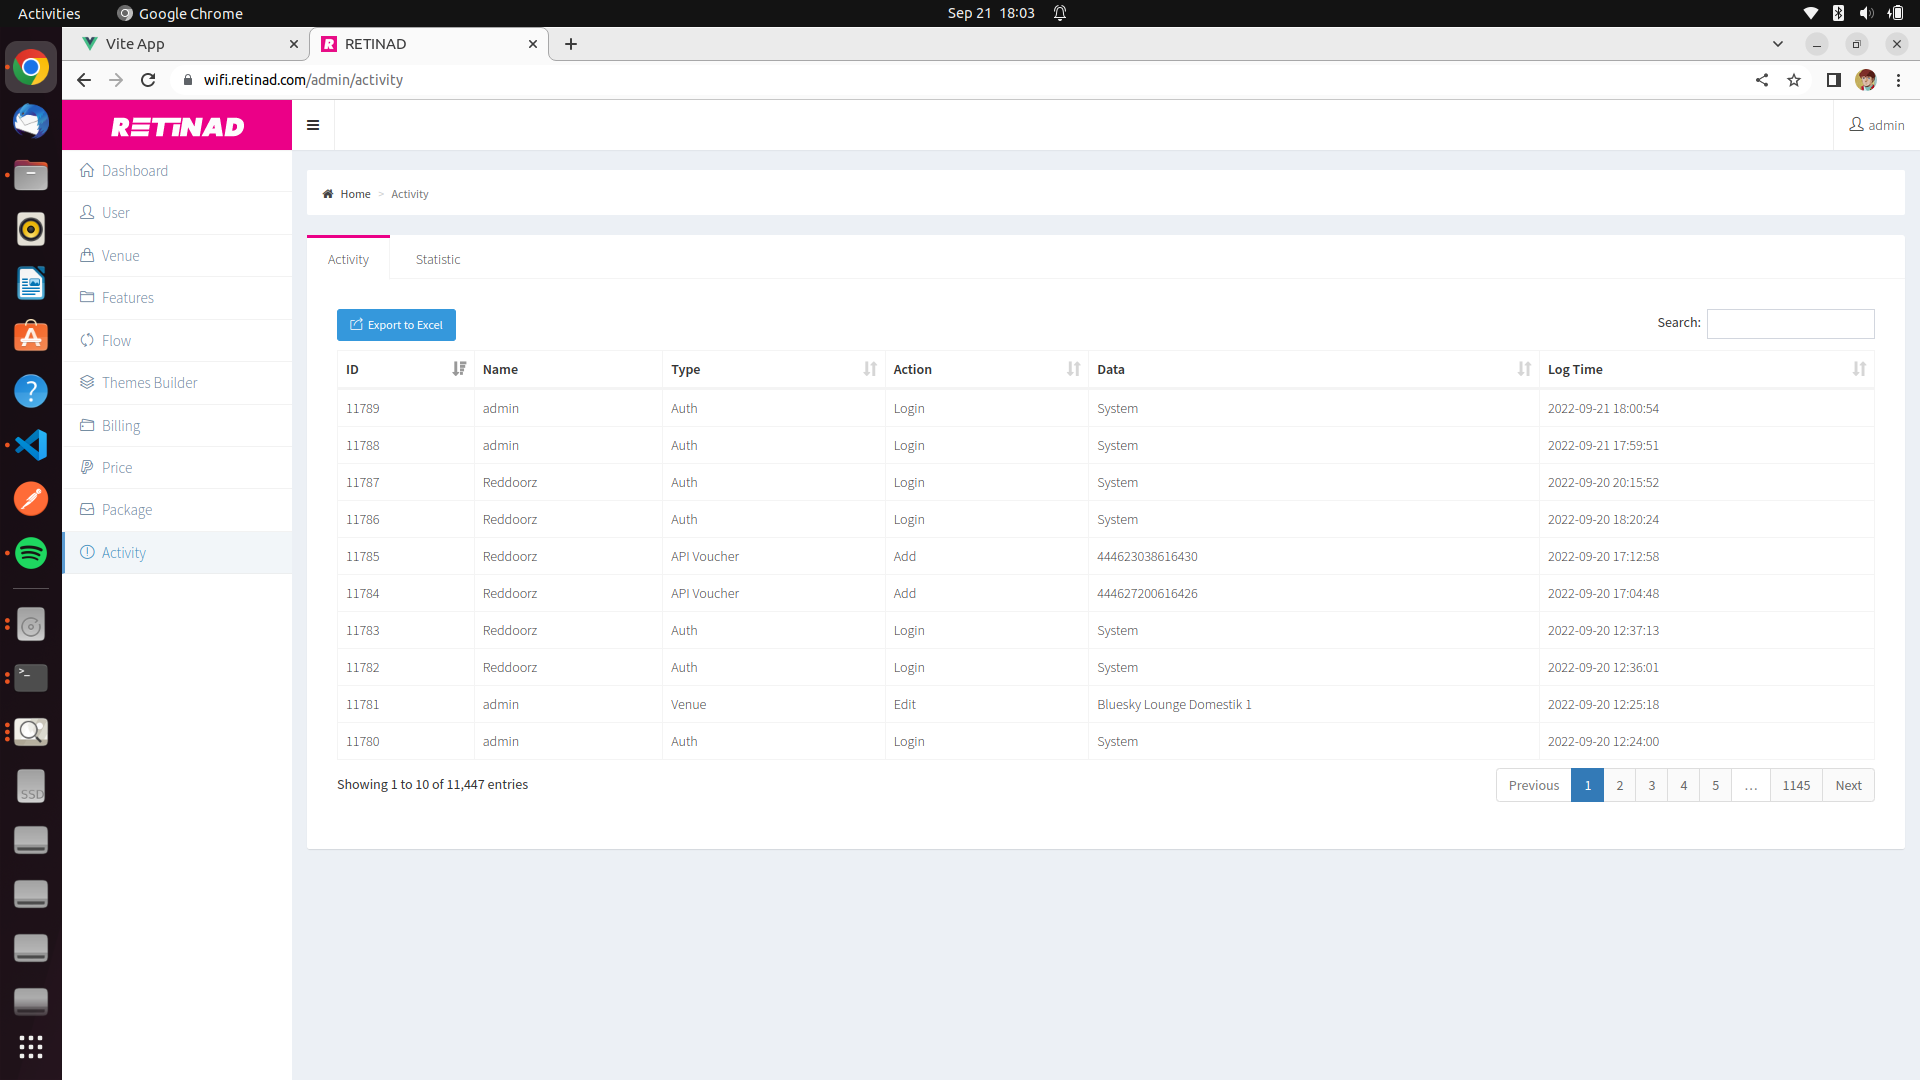 Activities Google Chrome Sep 21 18:03
Vite App RETINAD
wifi.retinad.com/admin/activity
RETINAD admin
Dashboard
User
Venue
Features
Flow
Themes Builder
Billing
Price
Package
Activity
Home > Activity
Activity Statistic
Export to Excel Search:
ID Name Type Action Data Log Time
11789 admin Auth Login System 2022-09-21 18:00:54
11788 admin Auth Login System 2022-09-21 17:59:51
11787 Reddoorz Auth Login System 2022-09-20 20:15:52
11786 Reddoorz Auth Login System 2022-09-20 18:20:24
11785 Reddoorz API Voucher Add 444623038616430 2022-09-20 17:12:58
11784 Reddoorz API Voucher Add 444627200616426 2022-09-20 17:04:48
11783 Reddoorz Auth Login System 2022-09-20 12:37:13
11782 Reddoorz Auth Login System 2022-09-20 12:36:01
11781 admin Venue Edit Bluesky Lounge Domestik 1 2022-09-20 12:25:18
11780 admin Auth Login System 2022-09-20 12:24:00
Showing 1 to 10 of 11,447 entries Previous 1 2 3 4 5 … 1145 Next
SSD